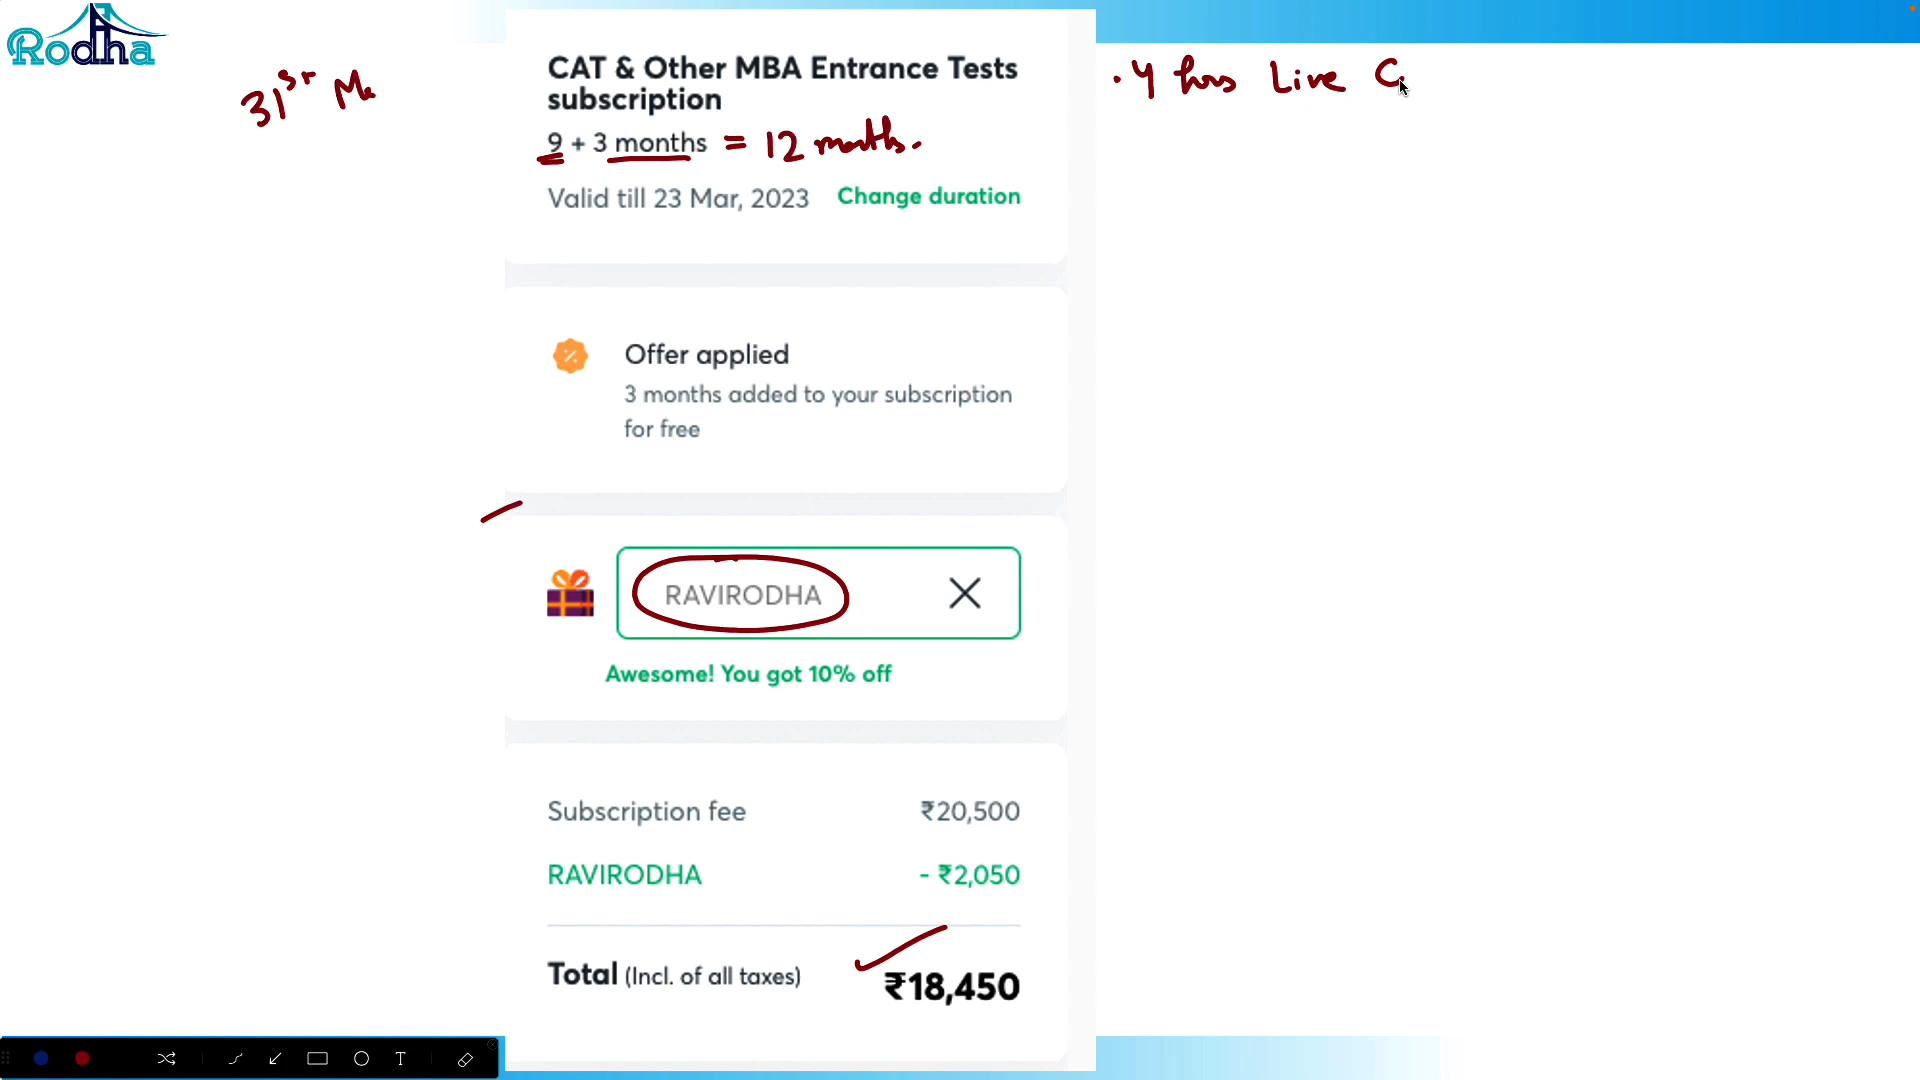 Rodha
31st Ma
CAT & Other MBA Entrance Tests
subscription
9 + 3 months = 12 months.
Valid till 23 Mar, 2023 Change duration
Offer applied
3 months added to your subscription
for free
RAVIRODHA
Awesome! You got 10% off
Subscription fee ₹20,500
RAVIRODHA - ₹2,050
Total (Incl. of all taxes) ₹18,450
. 4 hrs Live C
T